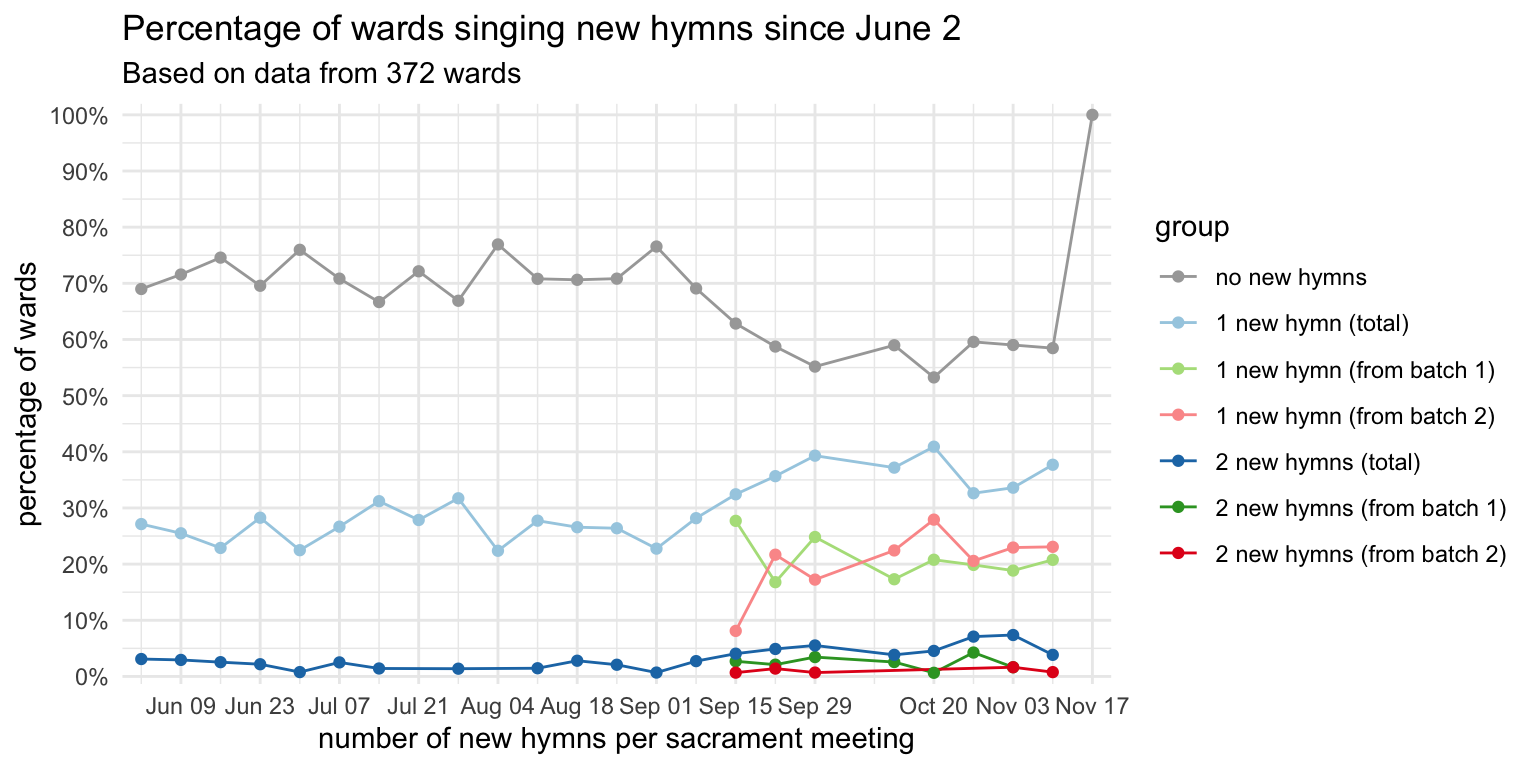 Percentage of wards singing new hymns since June 2
Based on data from 372 wards
100%
90%
80%
70%
60%
50%
40%
30%
20%
10%
0%
percentage of wards
Jun 09 Jun 23 Jul 07 Jul 21 Aug 04 Aug 18 Sep 01 Sep 15 Sep 29 Oct 20 Nov 03 Nov 17
number of new hymns per sacrament meeting
group
no new hymns
1 new hymn (total)
1 new hymn (from batch 1)
1 new hymn (from batch 2)
2 new hymns (total)
2 new hymns (from batch 1)
2 new hymns (from batch 2)